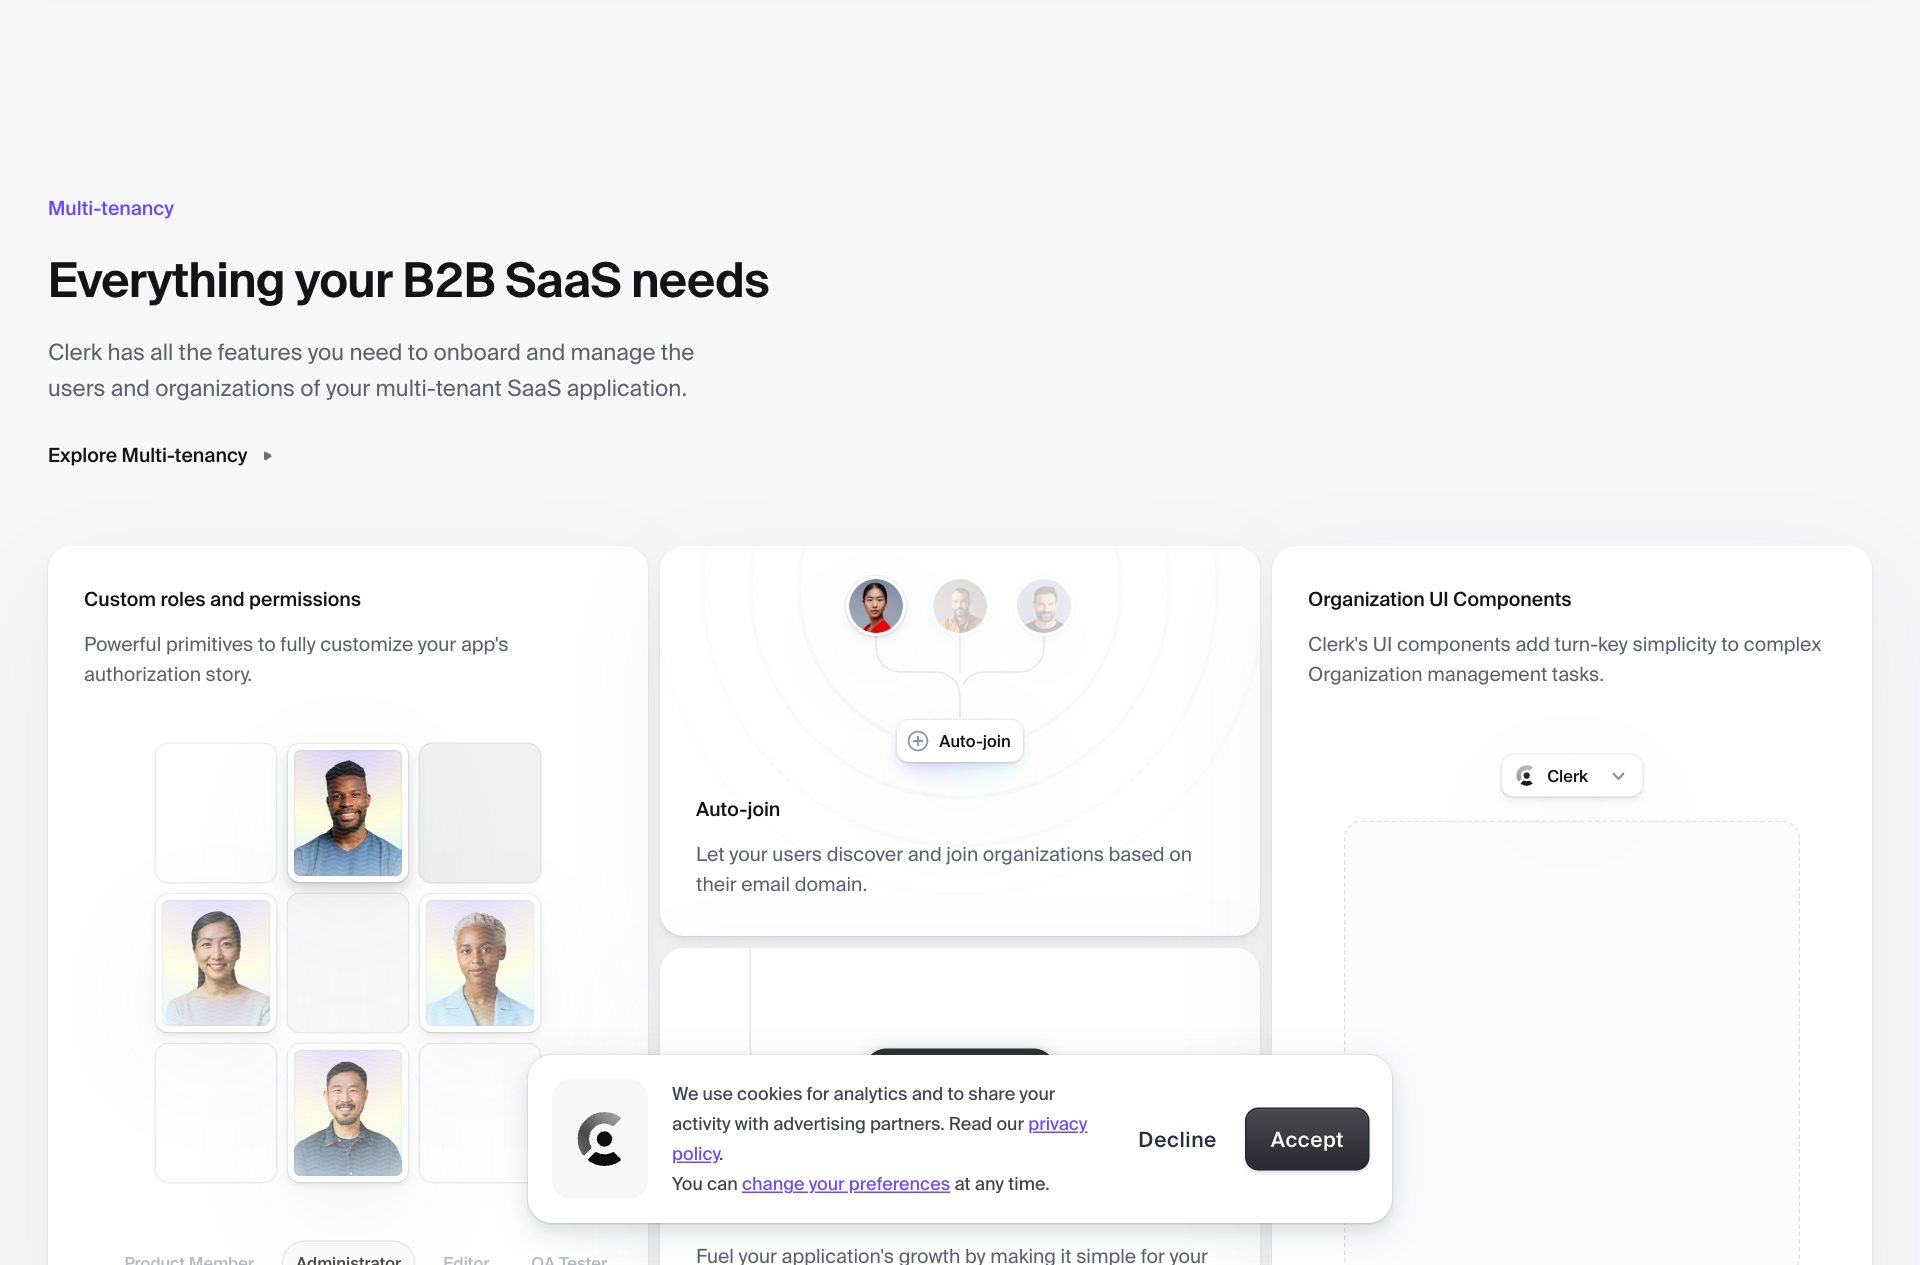 Multi-tenancy
Everything your B2B SaaS needs
Clerk has all the features you need to onboard and manage the
users and organizations of your multi-tenant SaaS application.
Explore Multi-tenancy
Custom roles and permissions
Powerful primitives to fully customize your app's
authorization story.
Product Member
Administrator
Editor
QA Tester
Auto-join
Auto-join
Let your users discover and join organizations based on
their email domain.
Fuel your application's growth by making it simple for your
Organization UI Components
Clerk's UI components add turn-key simplicity to complex
Organization management tasks.
Clerk
We use cookies for analytics and to share your
activity with advertising partners. Read our privacy
policy.
You can change your preferences at any time.
Decline
Accept